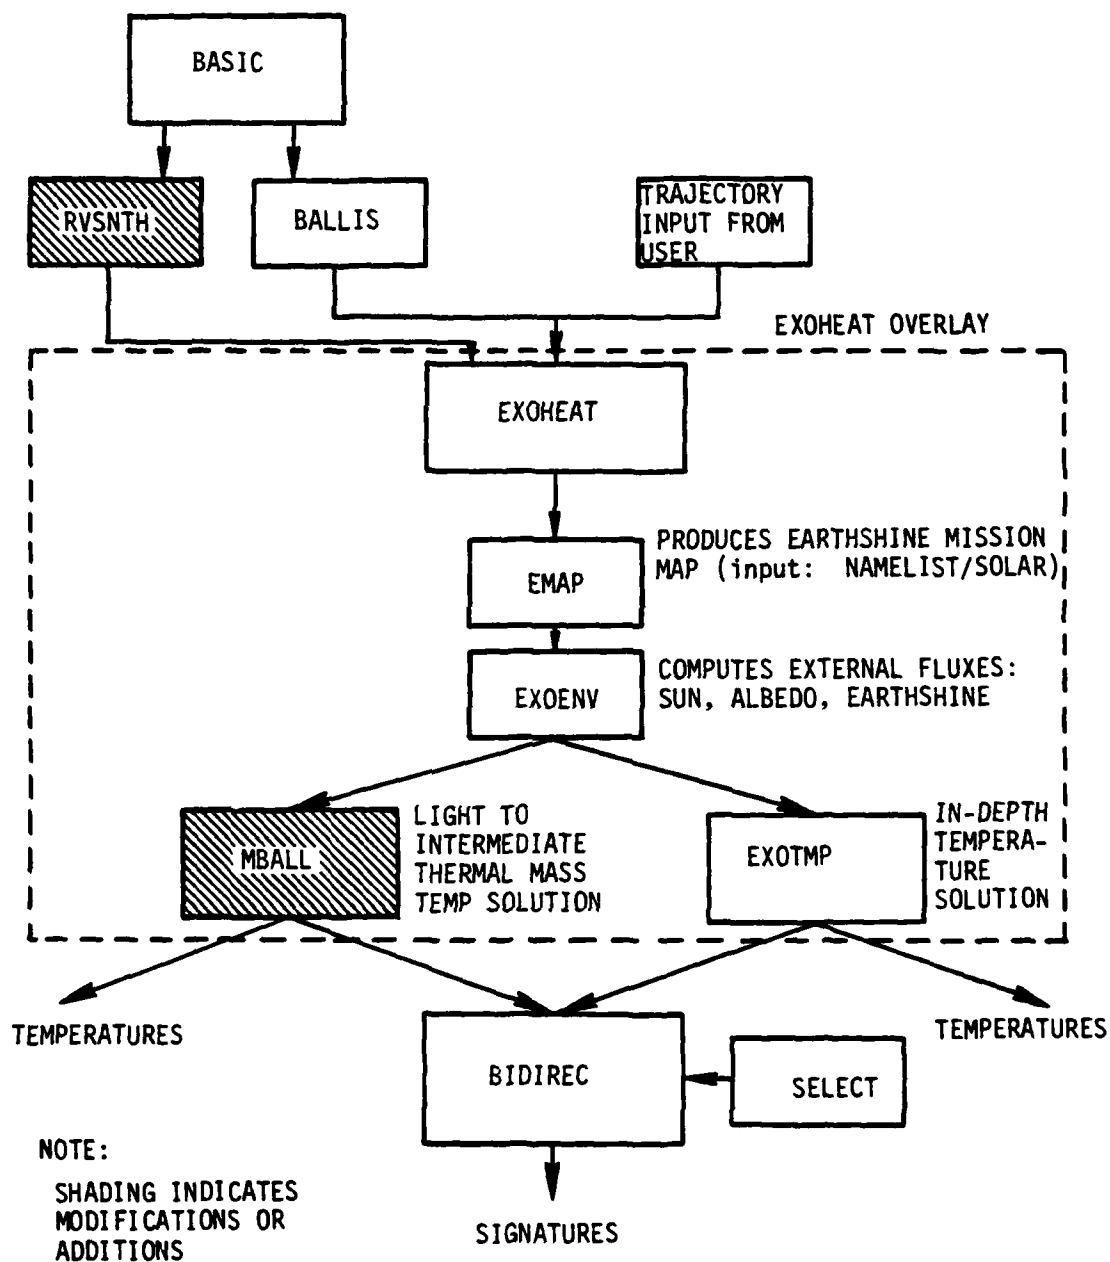 BASIC
RVSNTH
BALLIS
TRAJECTORY
INPUT FROM
USER
EXOHEAT OVERLAY
EXOHEAT
EMAP
PRODUCES EARTHSHINE MISSION
MAP (input: NAMELIST/SOLAR)
EXOENV
COMPUTES EXTERNAL FLUXES:
SUN, ALBEDO, EARTHSHINE
MBALL
LIGHT TO
INTERMEDIATE
THERMAL MASS
TEMP SOLUTION
EXOTMP
IN-DEPTH
TEMPERA-
TURE
SOLUTION
TEMPERATURES
TEMPERATURES
BIDIREC
SELECT
NOTE:
SHADING INDICATES
MODIFICATIONS OR
ADDITIONS
SIGNATURES